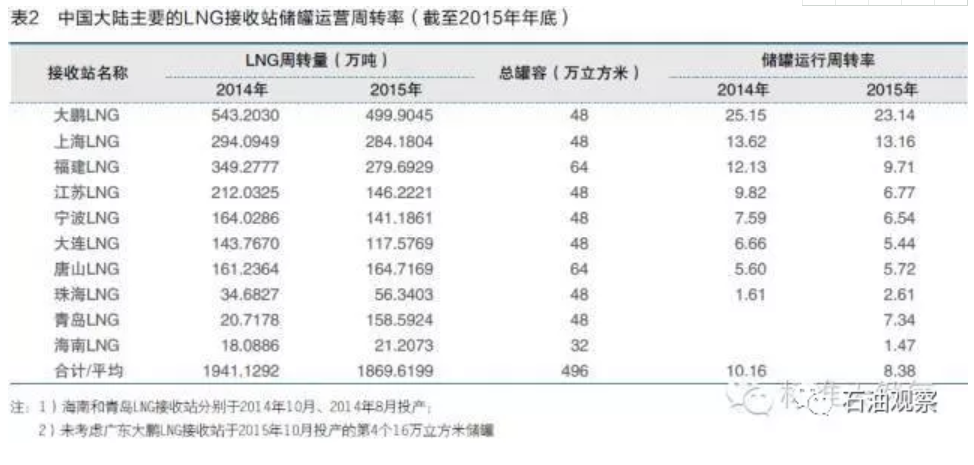 表2 中国大陆主要的LNG接收站储罐运营周转率（截至2015年年底）
接收站名称 LNG周转量（万吨） 总罐容（万立方米） 储罐运行周转率
2014年 2015年 2014年 2015年
大鹏LNG 543.2030 499.9045 48 25.15 23.14
上海LNG 294.0949 284.1804 48 13.62 13.16
福建LNG 349.2777 279.6929 64 12.13 9.71
江苏LNG 212.0325 146.2221 48 9.82 6.77
宁波LNG 164.0286 141.1861 48 7.59 6.54
大连LNG 143.7670 117.5769 48 6.66 5.44
唐山LNG 161.2364 164.7169 64 5.60 5.72
珠海LNG 34.6827 56.3403 48 1.61 2.61
青岛LNG 20.7178 158.5924 48 7.34
海南LNG 18.0886 21.2073 32 1.47
合计/平均 1941.1292 1869.6199 496 10.16 8.38
石油观察
注：1）海南和青岛LNG接收站分别于2014年10月、2014年8月投产；
2）未考虑广东大鹏LNG接收站于2015年10月投产的第4个16万立方米储罐